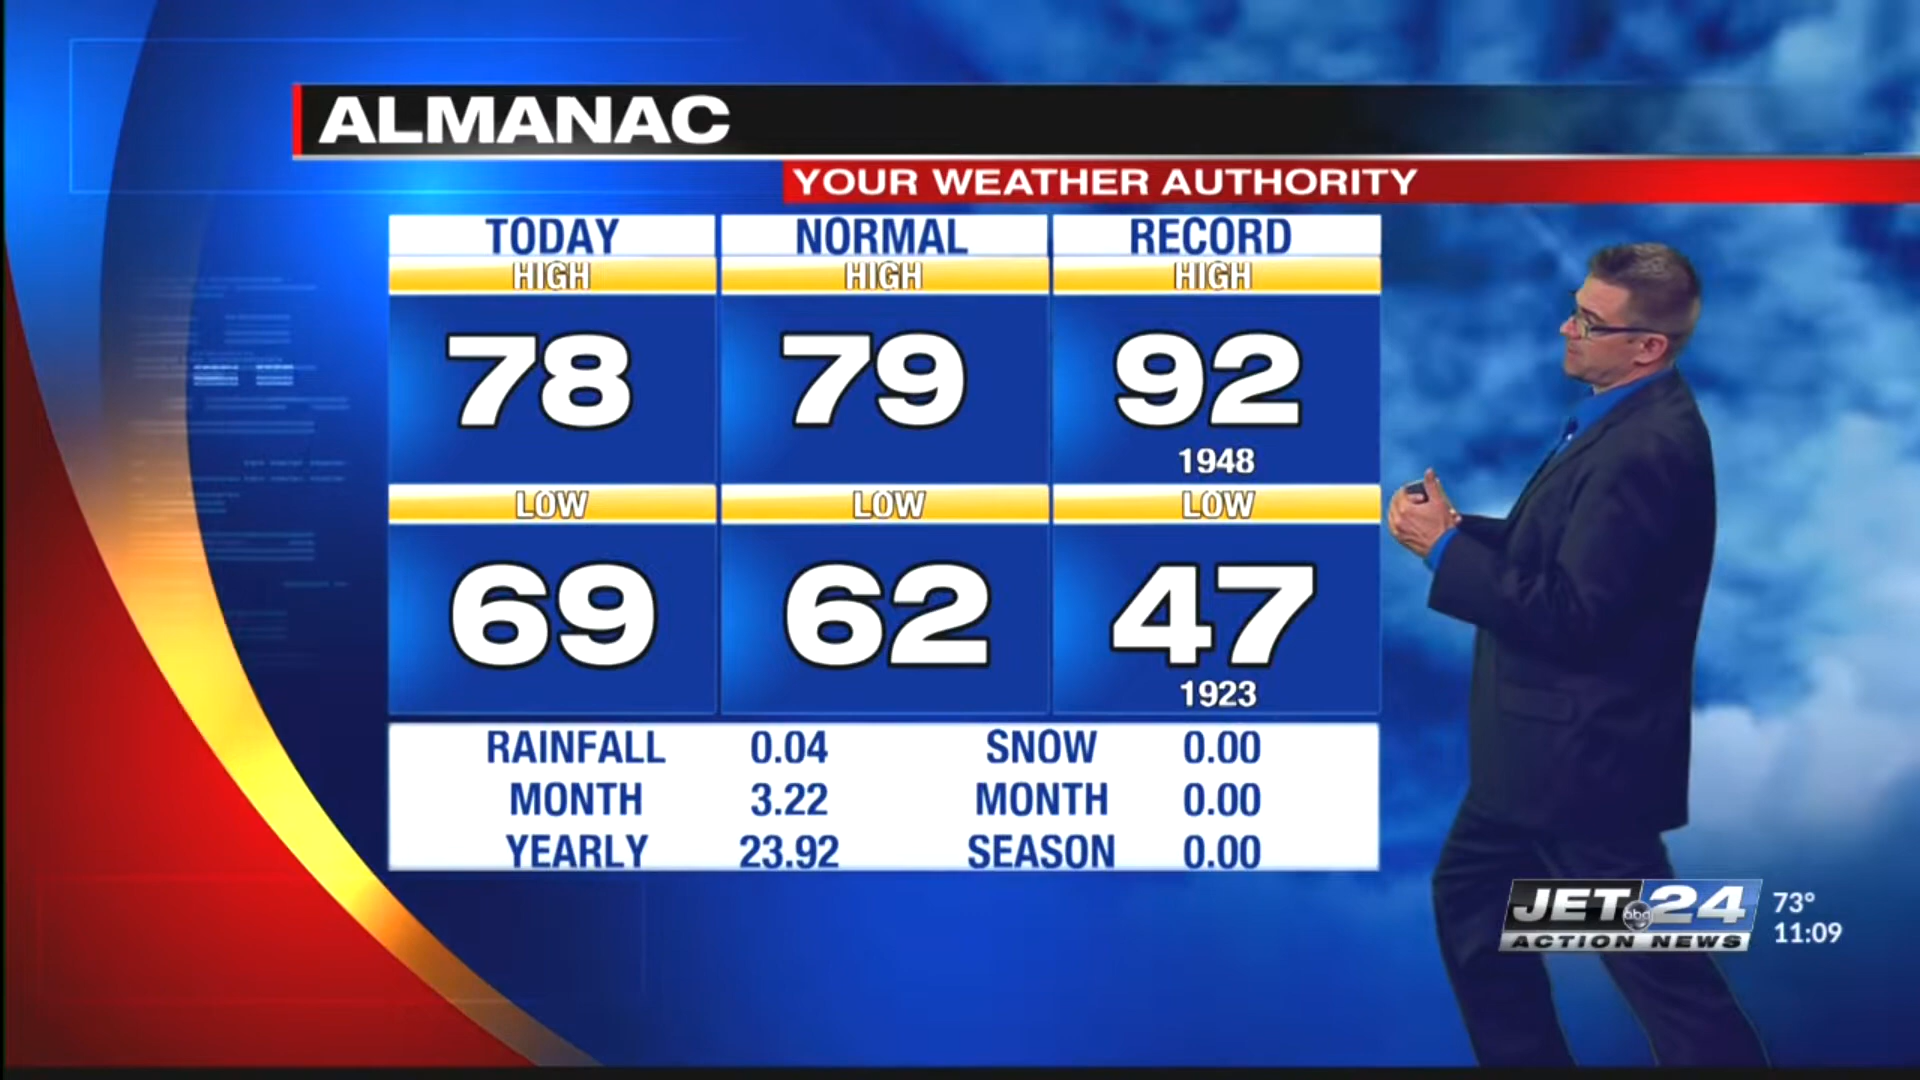 ALMANAC
YOUR WEATHER AUTHORITY
TODAY NORMAL RECORD
HIGH HIGH HIGH
78 79 92
1948
LOW LOW LOW
69 62 47
1923
RAINFALL 0.04 SNOW 0.00
MONTH 3.22 MONTH 0.00
YEARLY 23.92 SEASON 0.00
JET abc 24 73°
ACTION NEWS 11:09